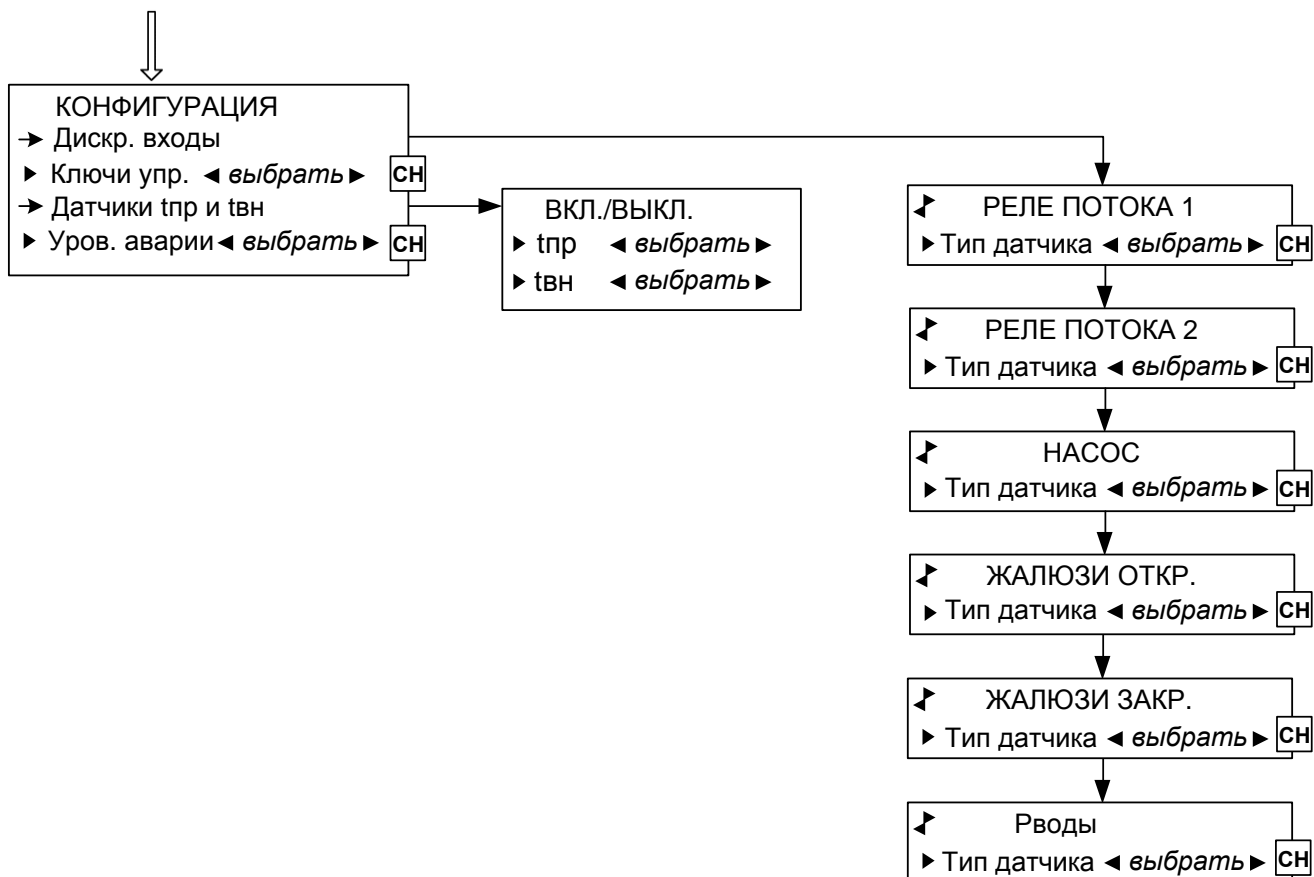 КОНФИГУРАЦИЯ
Дискр. входы
Ключи упр. ◄ выбрать ► СН
Датчики tпр и tвн
Уров. аварии ◄ выбрать ► СН
ВКЛ./ВЫКЛ.
tпр ◄ выбрать ►
tвн ◄ выбрать ►
РЕЛЕ ПОТОКА 1
Тип датчика ◄ выбрать ► СН
РЕЛЕ ПОТОКА 2
Тип датчика ◄ выбрать ► СН
НАСОС
Тип датчика ◄ выбрать ► СН
ЖАЛЮЗИ ОТКР.
Тип датчика ◄ выбрать ► СН
ЖАЛЮЗИ ЗАКР.
Тип датчика ◄ выбрать ► СН
Рводы
Тип датчика ◄ выбрать ► СН